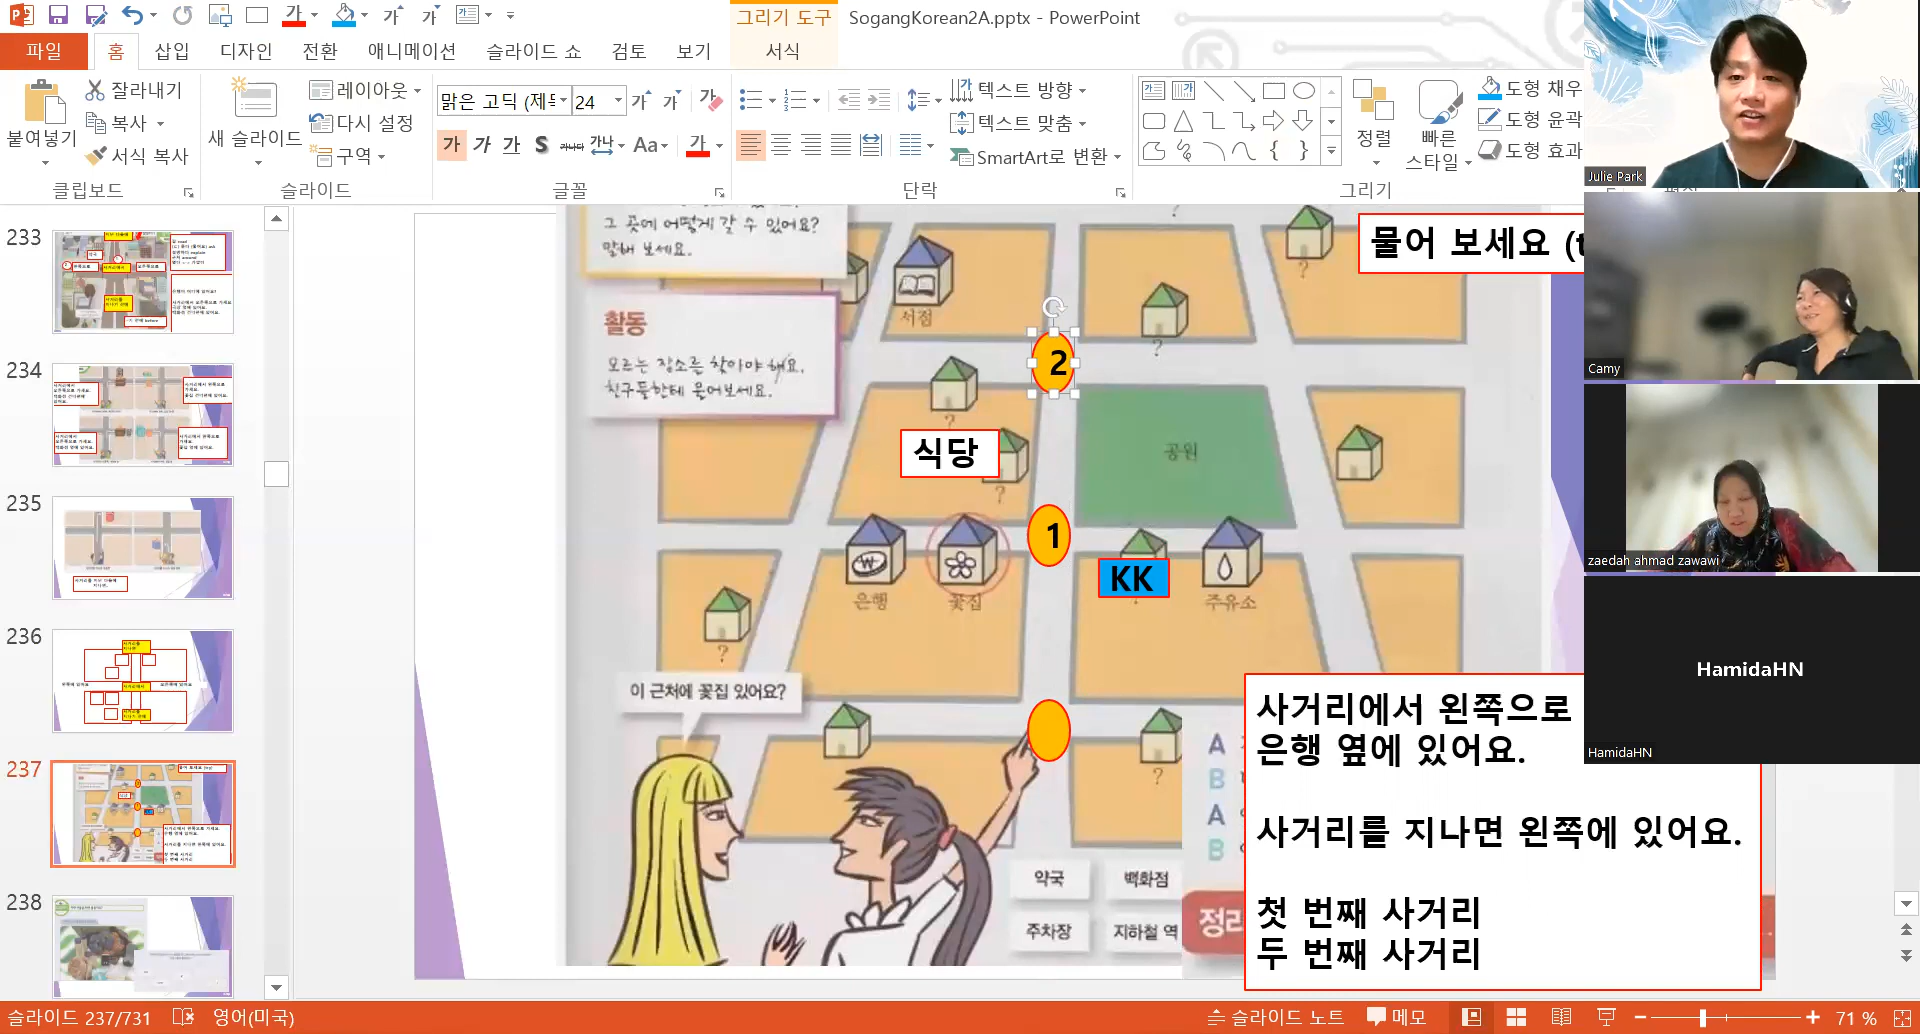 그리기 도구
SogangKorean2A.pptx - PowerPoint
파일
홈
삽입
디자인
전환
애니메이션
슬라이드 쇼
검토
보기
서식
붙여넣기
잘라내기
복사
서식 복사
클립보드
새 슬라이드
레이아웃
다시 설정
구역
슬라이드
맑은 고딕 (제목
24
글꼴
텍스트 방향
텍스트 맞춤
SmartArt로 변환
단락
정렬
빠른
스타일
도형 채우
도형 윤곽
도형 효과
그리기
Julie Park
Camy
zaedah ahmad zawawi
HamidaHN
HamidaHN
233
234
235
236
237
238
그 곳에 어떻게 갈 수 있어요?
말해 보세요.
활동
모르는 장소를 찾아야 해요.
친구들한테 물어보세요.
물어 보세요 (t
서점
2
식당
공원
1
KK
은행
꽃집
주유소
이 근처에 꽃집 있어요?
약국
백화점
주차장
지하철 역
A
B
A
B
정리
사거리에서 왼쪽으로
은행 옆에 있어요.
사거리를 지나면 왼쪽에 있어요.
첫 번째 사거리
두 번째 사거리
슬라이드 237/731
영어(미국)
슬라이드 노트
메모
71 %